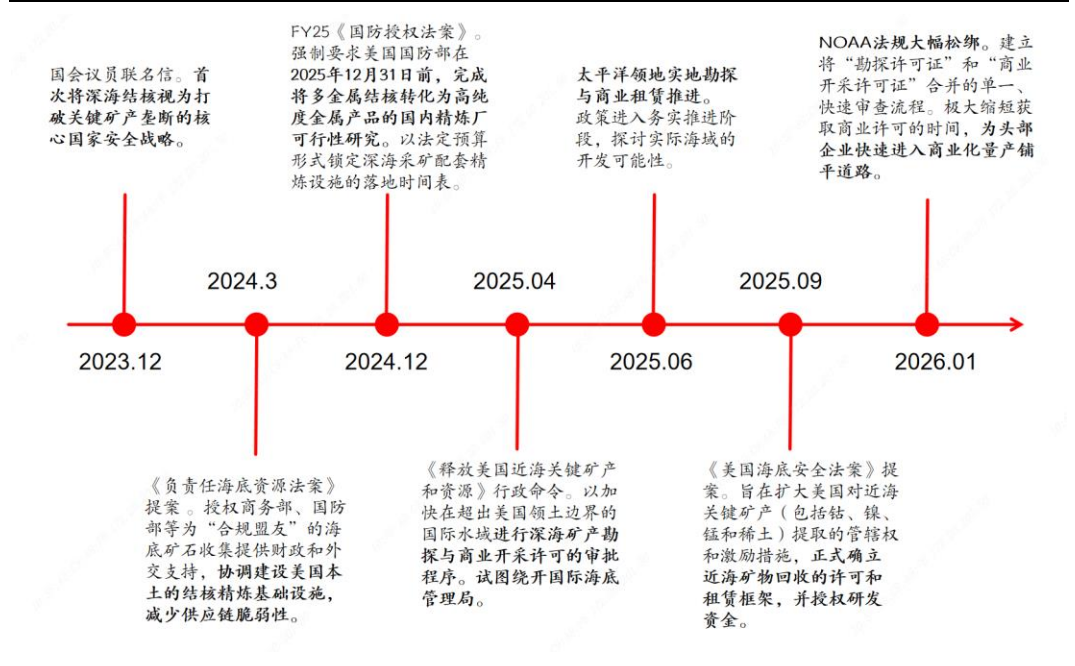 国会议员联名信。首
次将深海结核视为打
破关键矿产垄断的核
心国家安全战略。
FY25《国防授权法案》。
强制要求美国国防部在
2025年12月31日前，完成
将多金属结核转化为高纯
度金属产品的国内精炼厂
可行性研究。以法定预算
形式锁定深海采矿配套精
炼设施的落地时间表。
太平洋领地实地勘探
与商业租赁推进。
政策进入务实推进阶
段，探讨实际海域的
开发可能性。
NOAA法规大幅松绑。建立
将“勘探许可证”和“商业
开采许可证”合并的单一、
快速审查流程。极大缩短获
取商业许可的时间，为头部
企业快速进入商业化量产铺
平道路。
2024.3
2025.04
2025.09
2023.12
2024.12
2025.06
2026.01
《负责任海底资源法案》
提案。授权商务部、国防
部等为“合规盟友”的海
底矿石收集提供财政和外
交支持，协调建设美国本
土的结核精炼基础设施，
减少供应链脆弱性。
《释放美国近海关键矿产
和资源》行政命令。以加
快在超出美国领土边界的
国际水域进行深海矿产勘
探与商业开采许可的审批
程序。试图绕开国际海底
管理局。
《美国海底安全法案》提
案。旨在扩大美国对近海
关键矿产（包括钴、镍、
锰和稀土）提取的管辖权
和激励措施，正式确立
近海矿物回收的许可和
租赁框架，并授权研发
资金。